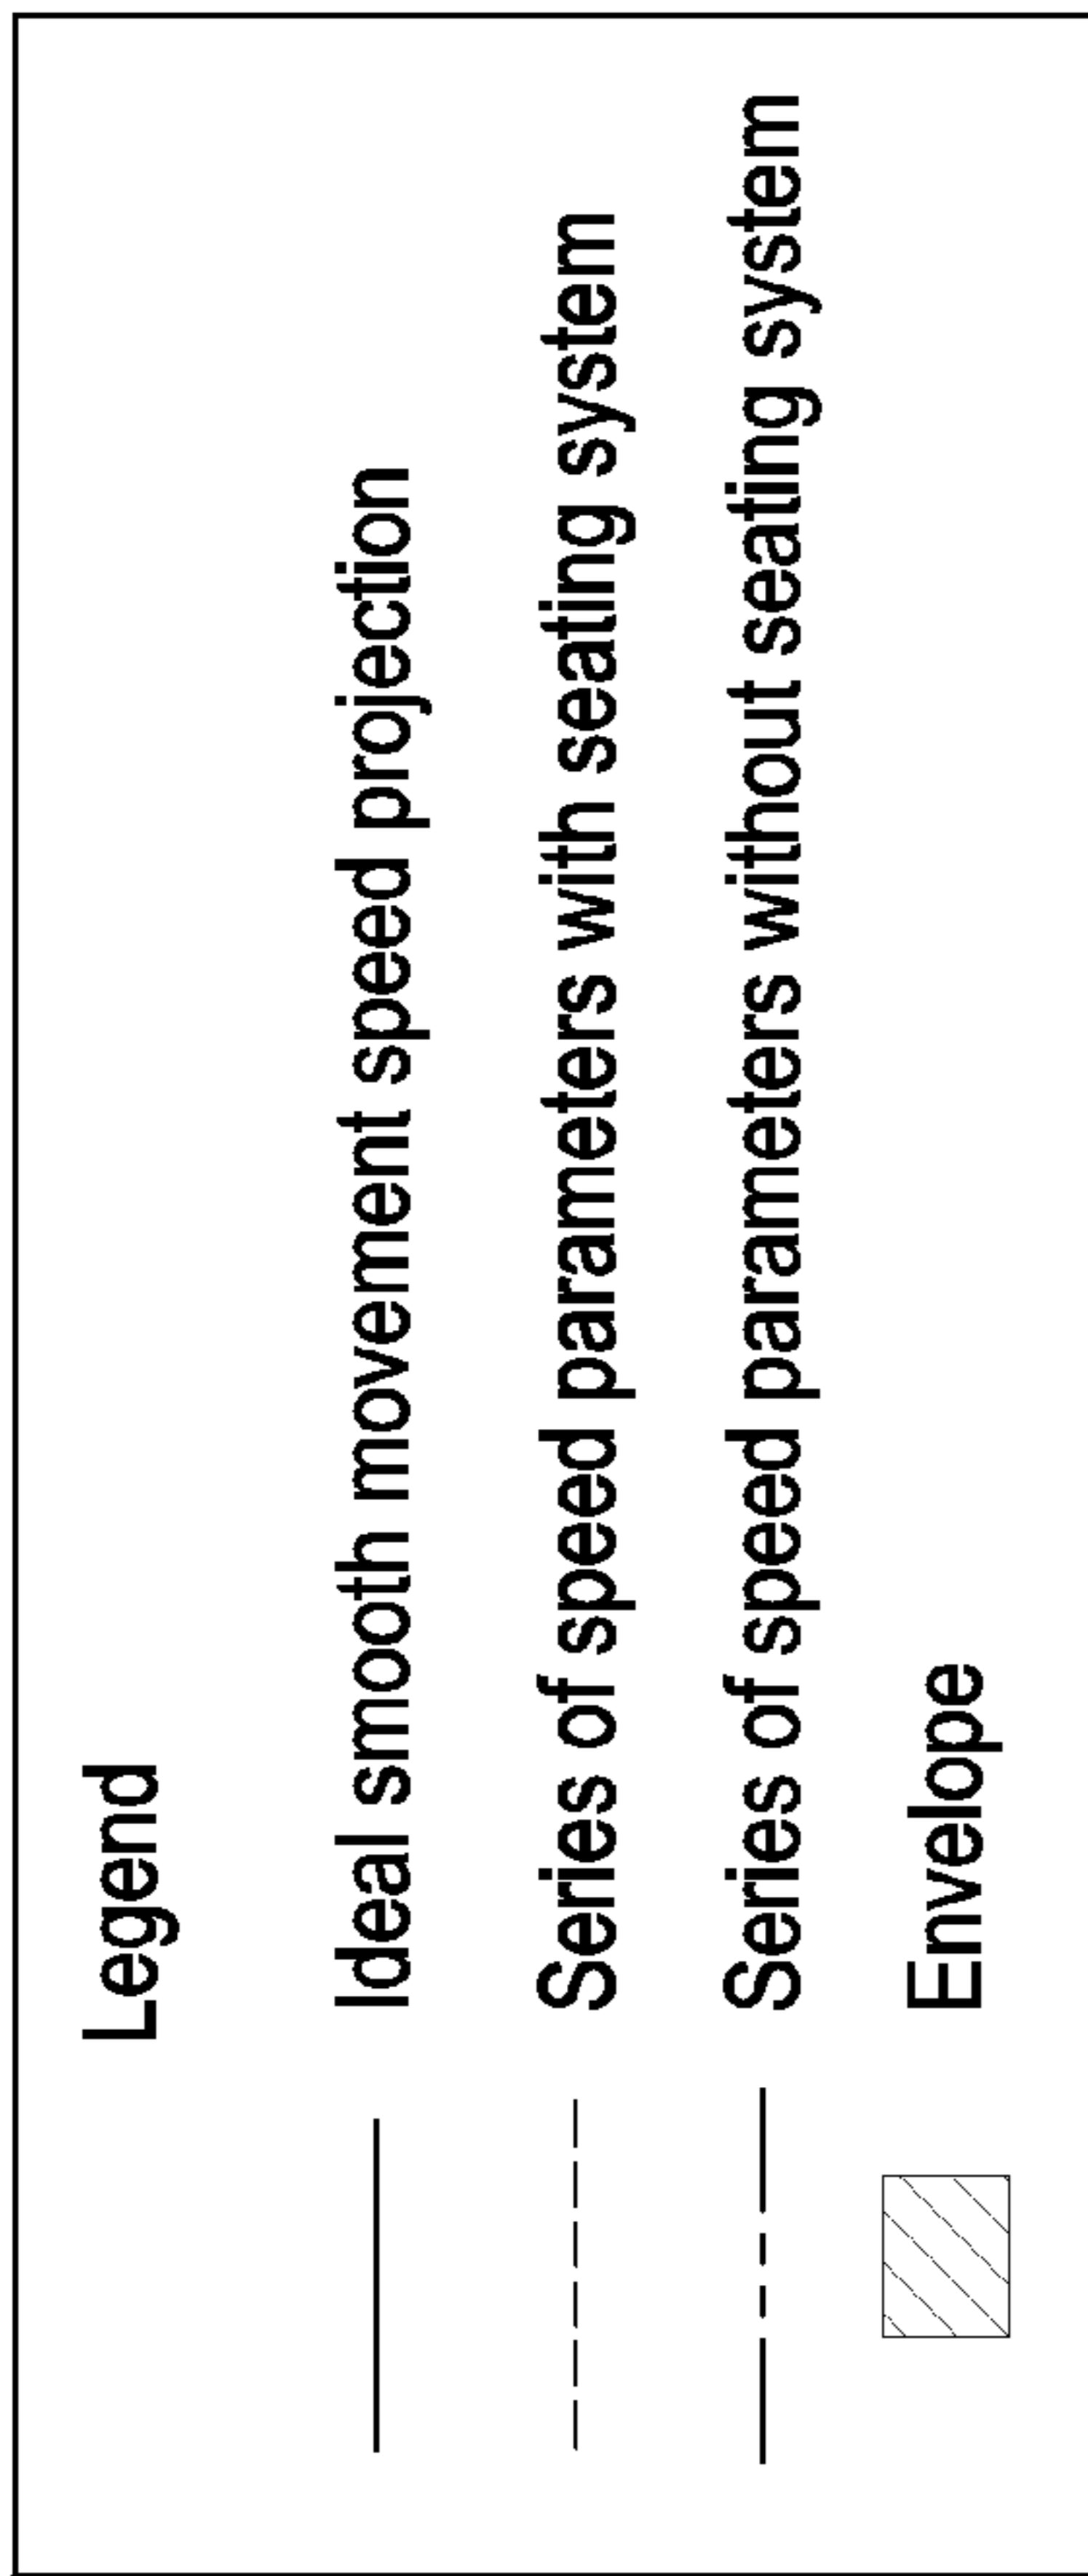 Legend
Ideal smooth movement speed projection
Series of speed parameters with seating system
Series of speed parameters without seating system
Envelope